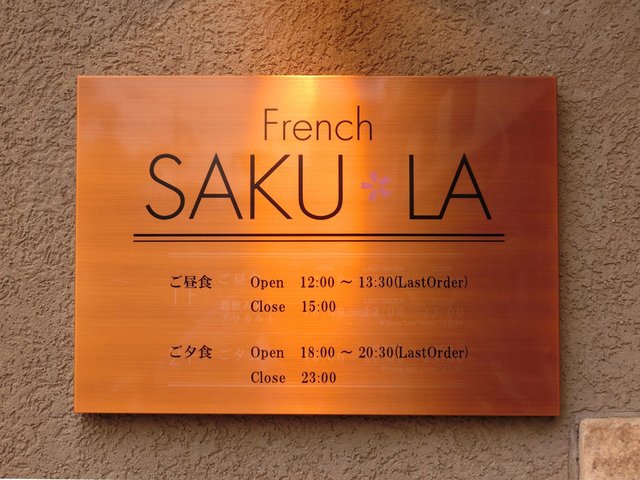 French
SAKU LA
ご昼食 Open 12:00 〜 13:30(LastOrder)
Close 15:00
ご夕食 Open 18:00 〜 20:30(LastOrder)
Close 23:00